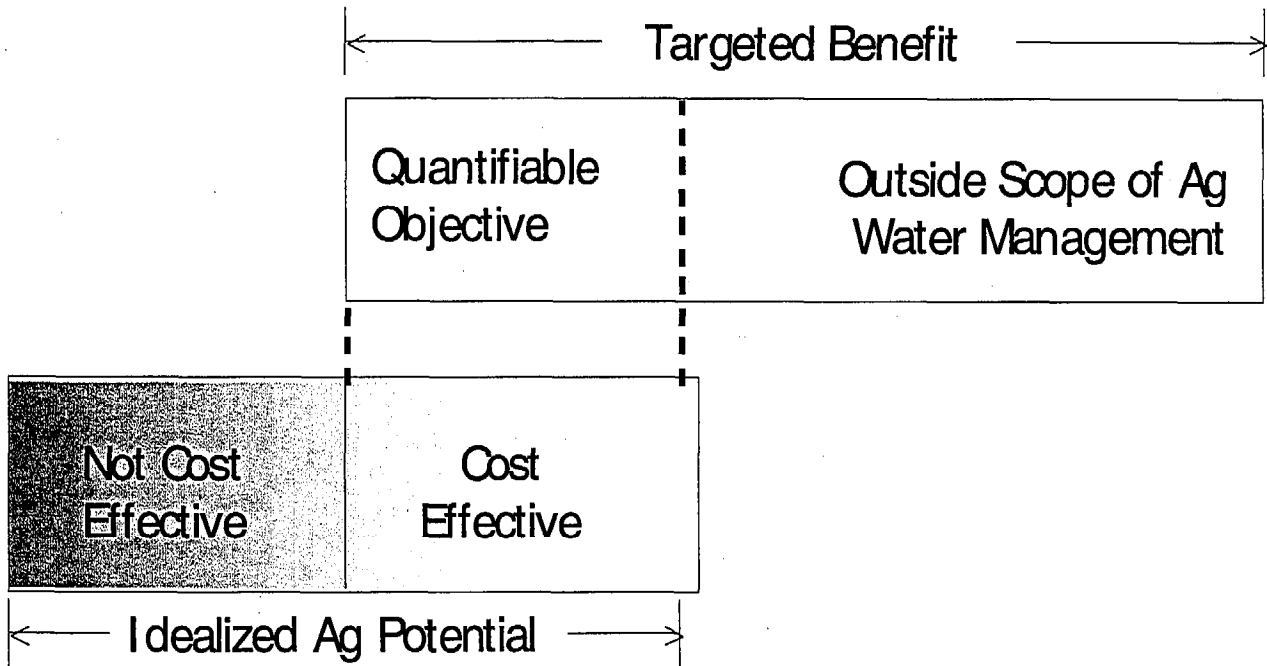 Targeted Benefit
Quantifiable
Objective
Outside Scope of Ag
Water Management
Not Cost
Effective
Cost
Effective
Idealized Ag Potential